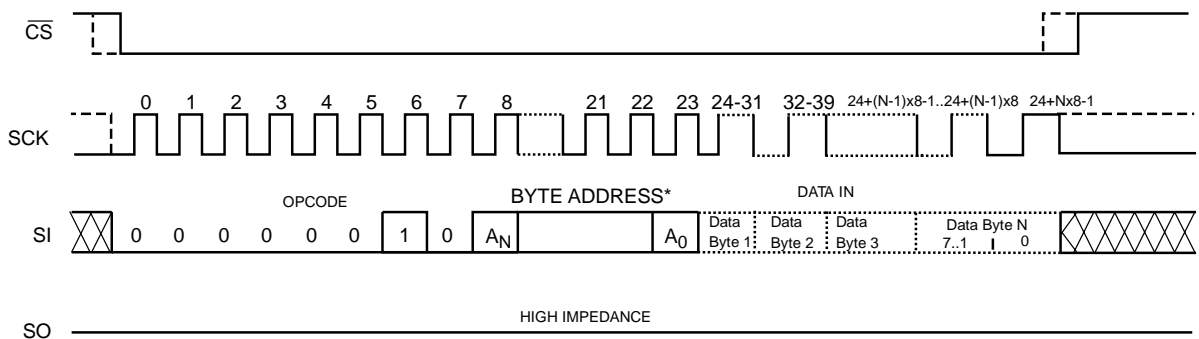 CS
0 1 2 3 4 5 6 7 8 21 22 23 24-31 32-39 24+(N-1)x8-1..24+(N-1)x8 24+Nx8-1
SCK
OPCODE BYTE ADDRESS* DATA IN
SI 0 0 0 0 0 0 1 0 AN A0 Data Byte 1 Data Byte 2 Data Byte 3 Data Byte N
7..1 0
HIGH IMPEDANCE
SO